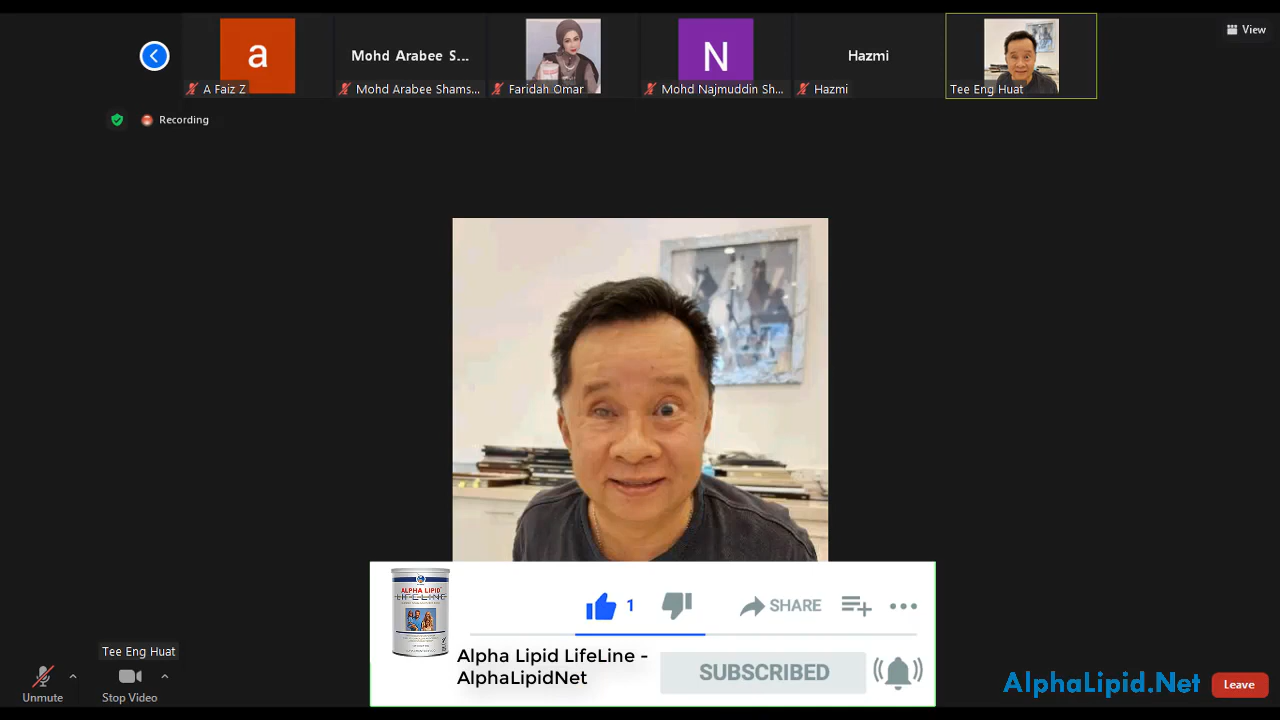 View
a
Mohd Arabee S...
N
Hazmi
A Faiz Z
Mohd Arabee Shams...
Faridah Omar
Mohd Najmuddin Sh...
Hazmi
Tee Eng Huat
Recording
ALPHA LIPID
LIFELINE
1
SHARE
Alpha Lipid LifeLine -
AlphaLipidNet
SUBSCRIBED
Tee Eng Huat
Unmute
Stop Video
AlphaLipid.Net
Leave